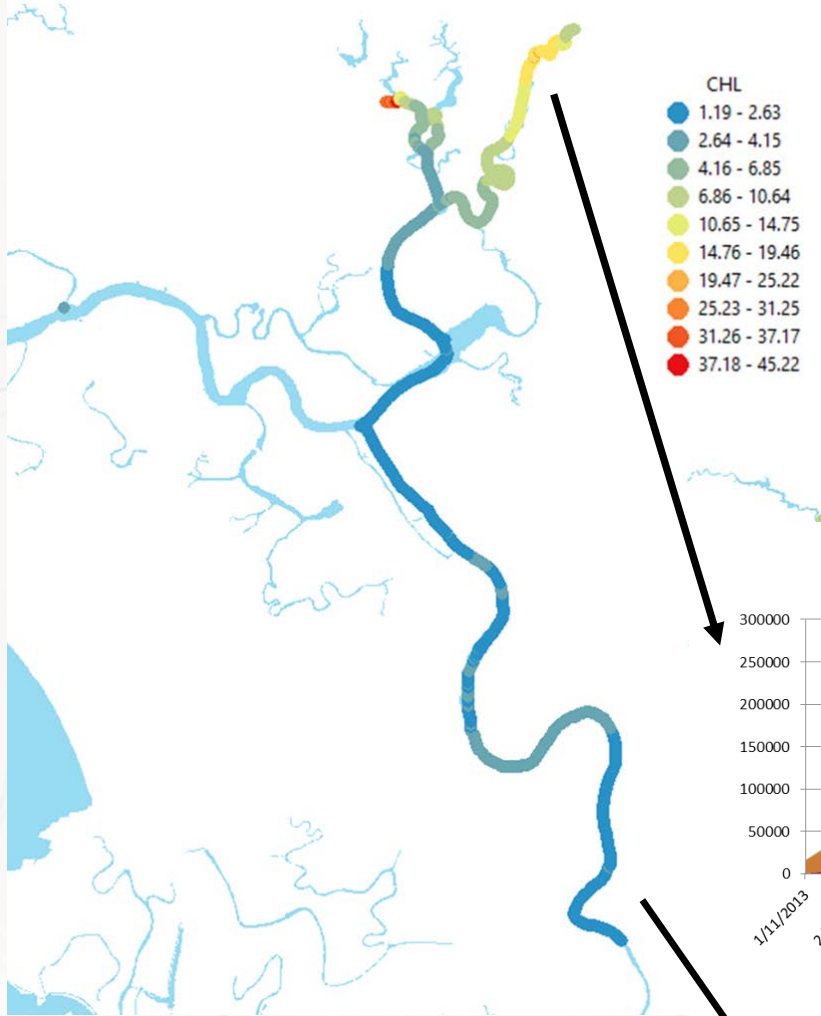 CHL
1.19 - 2.63
2.64 - 4.15
4.16 - 6.85
6.86 - 10.64
10.65 - 14.75
14.76 - 19.46
19.47 - 25.22
25.23 - 31.25
31.26 - 37.17
37.18 - 45.22
300000
250000
200000
150000
100000
50000
0
1/11/2013
2